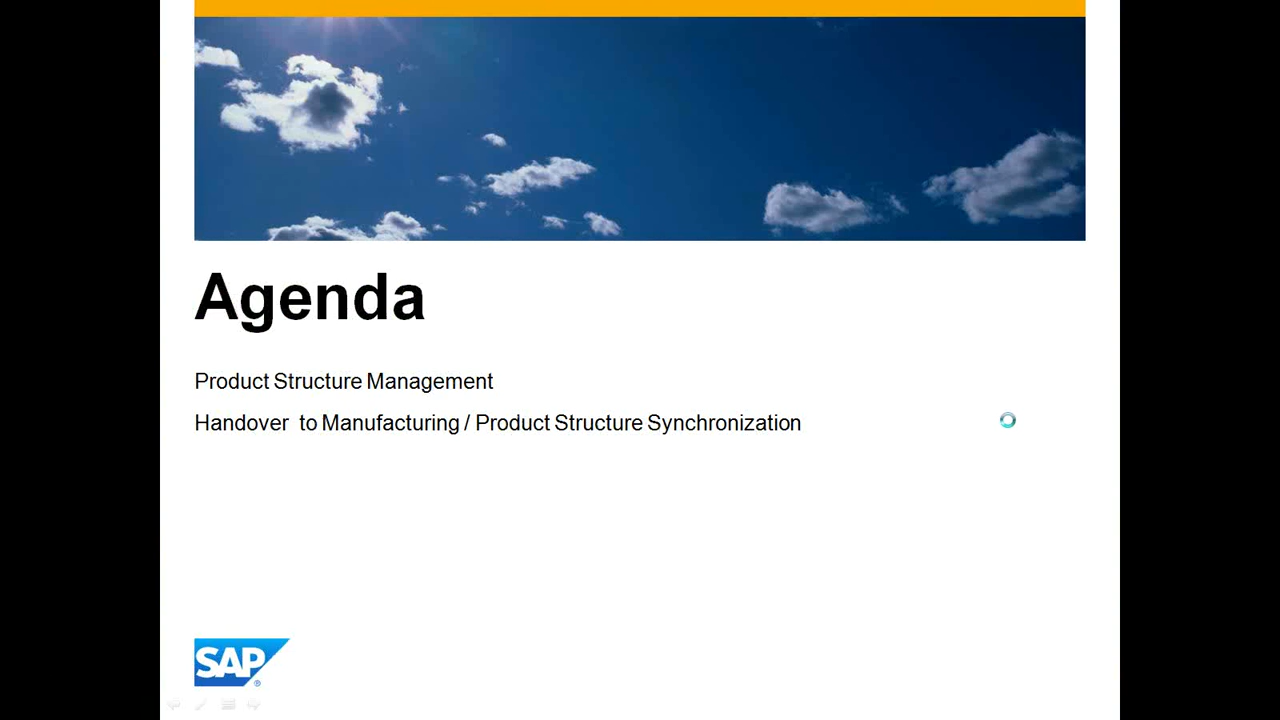 Agenda
Product Structure Management
Handover to Manufacturing / Product Structure Synchronization
SAP®